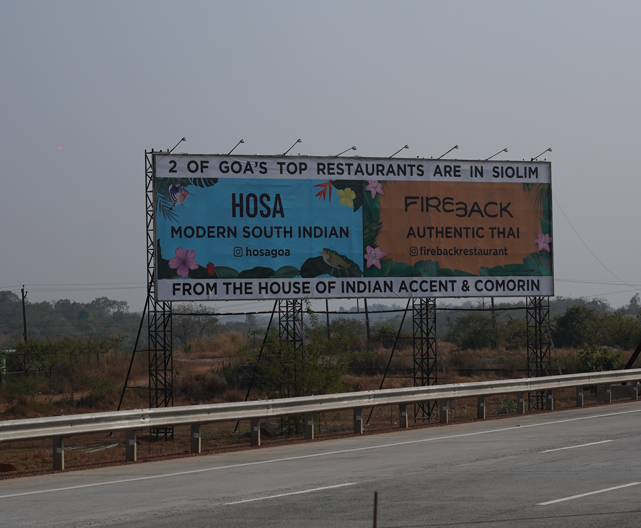 2 OF GOA'S TOP RESTAURANTS ARE IN SIOLIM
HOSA
MODERN SOUTH INDIAN
hosagoa
FIREBACK
AUTHENTIC THAI
@firebackrestaurant
FROM THE HOUSE OF INDIAN ACCENT & COMORIN